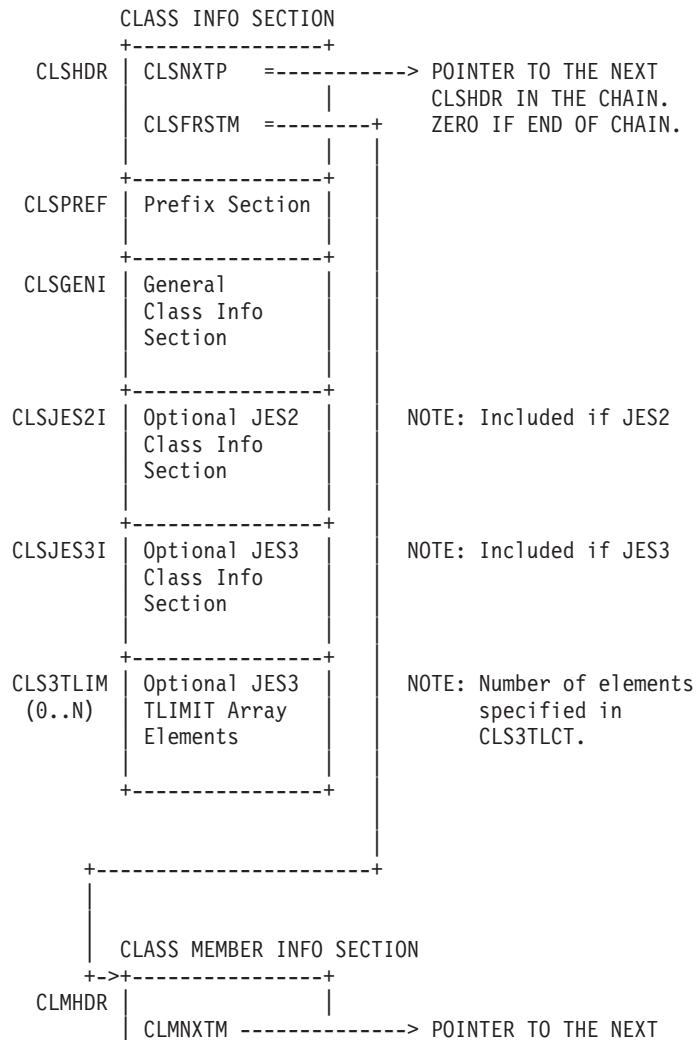 CLASS INFO SECTION
+----------------+
CLSHDR | CLSNXTP =-----------> POINTER TO THE NEXT
| | CLSHDR IN THE CHAIN.
| CLSFRSTM =--------+ ZERO IF END OF CHAIN.
| | |
+----------------+ |
CLSPREF | Prefix Section | |
| | |
+----------------+ |
CLSGENI | General | |
| Class Info | |
| Section | |
| | |
+----------------+ |
CLSJES2I | Optional JES2 | | NOTE: Included if JES2
| Class Info | |
| Section | |
| | |
+----------------+ |
CLSJES3I | Optional JES3 | | NOTE: Included if JES3
| Class Info | |
| Section | |
| | |
+----------------+ |
CLS3TLIM | Optional JES3 | | NOTE: Number of elements
(0..N) | TLIMIT Array | | specified in
| Elements | | CLS3TLCT.
| | |
+----------------+ |
|
|
+-----------------------+
|
|
| CLASS MEMBER INFO SECTION
+->+----------------+
CLMHDR | |
| CLMNXTM --------------> POINTER TO THE NEXT